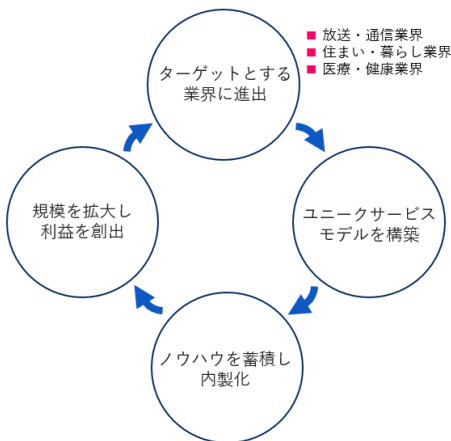 ターゲットとする
業界に進出
■ 放送・通信業界
■ 住まい・暮らし業界
■ 医療・健康業界
ユニークサービス
モデルを構築
ノウハウを蓄積し
内製化
規模を拡大し
利益を創出